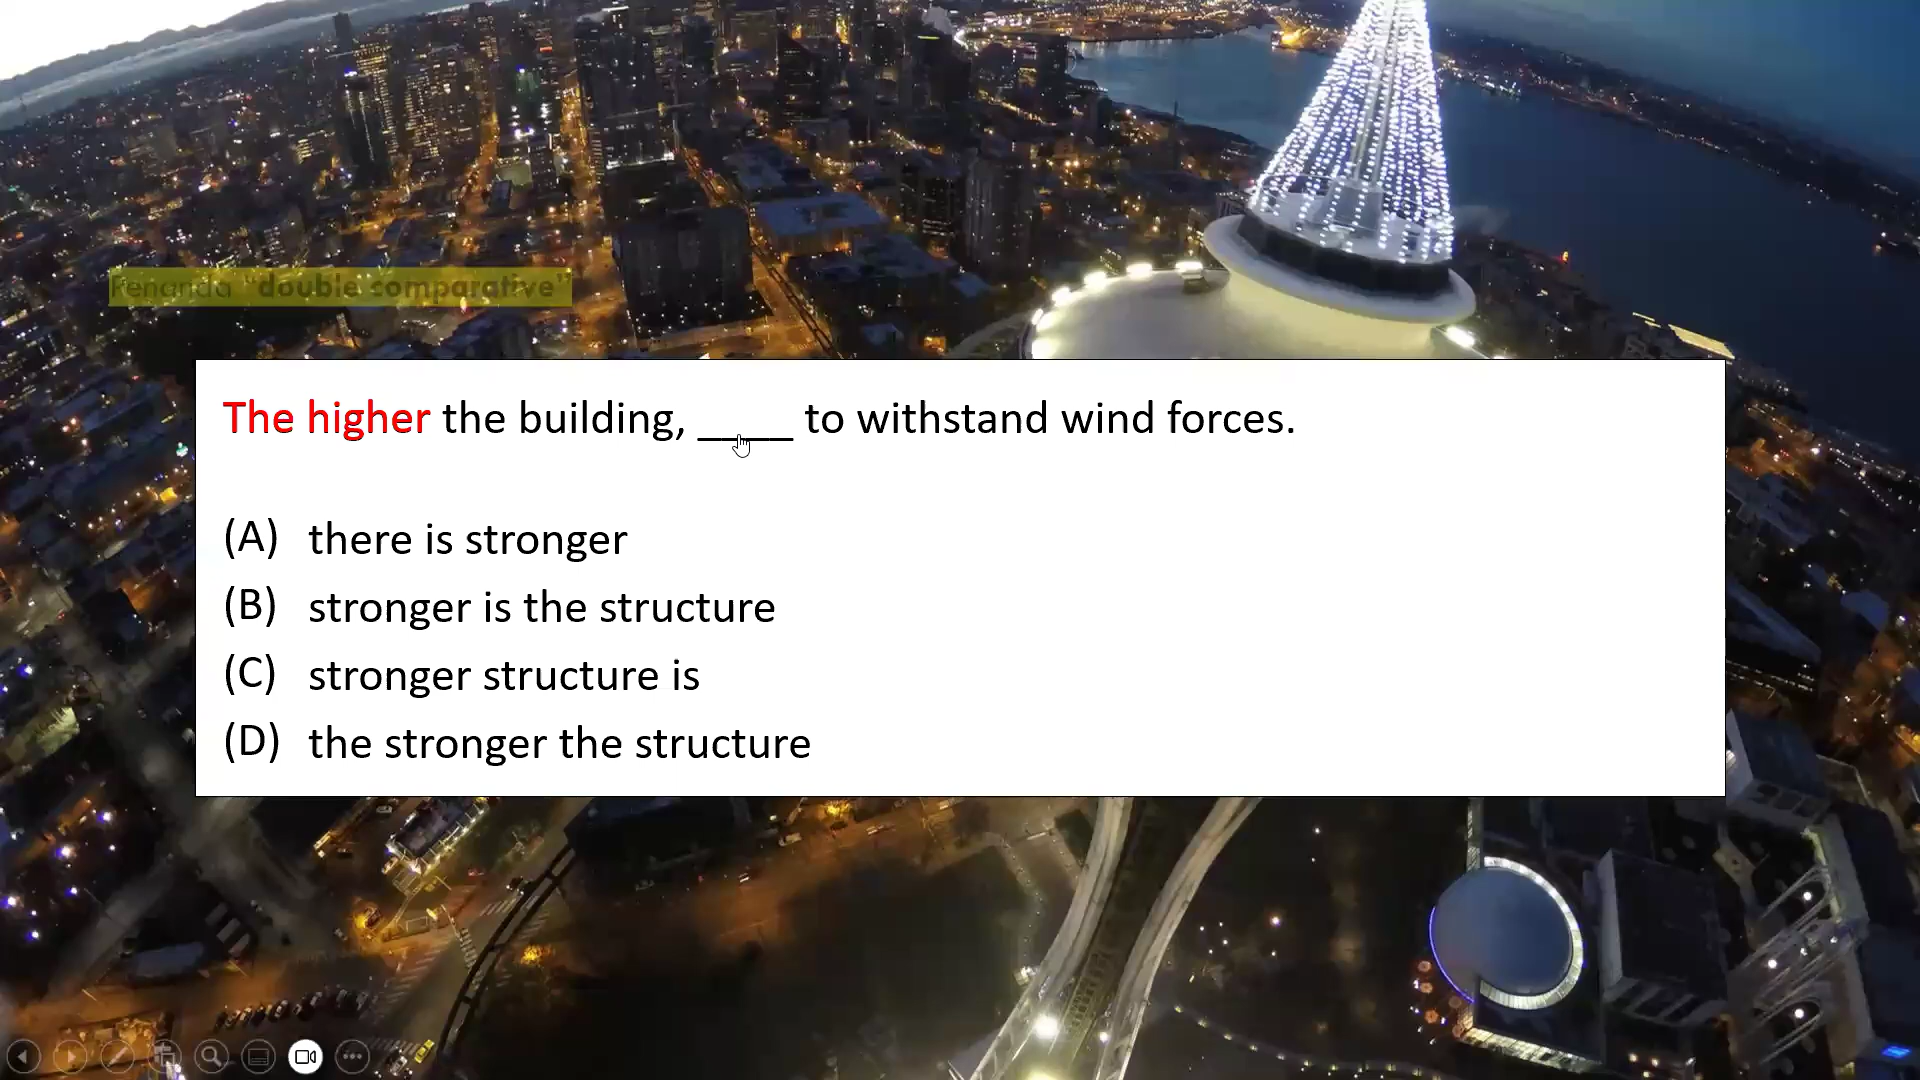 Penanda “double comparative”
The higher the building, ____ to withstand wind forces.
(A) there is stronger
(B) stronger is the structure
(C) stronger structure is
(D) the stronger the structure